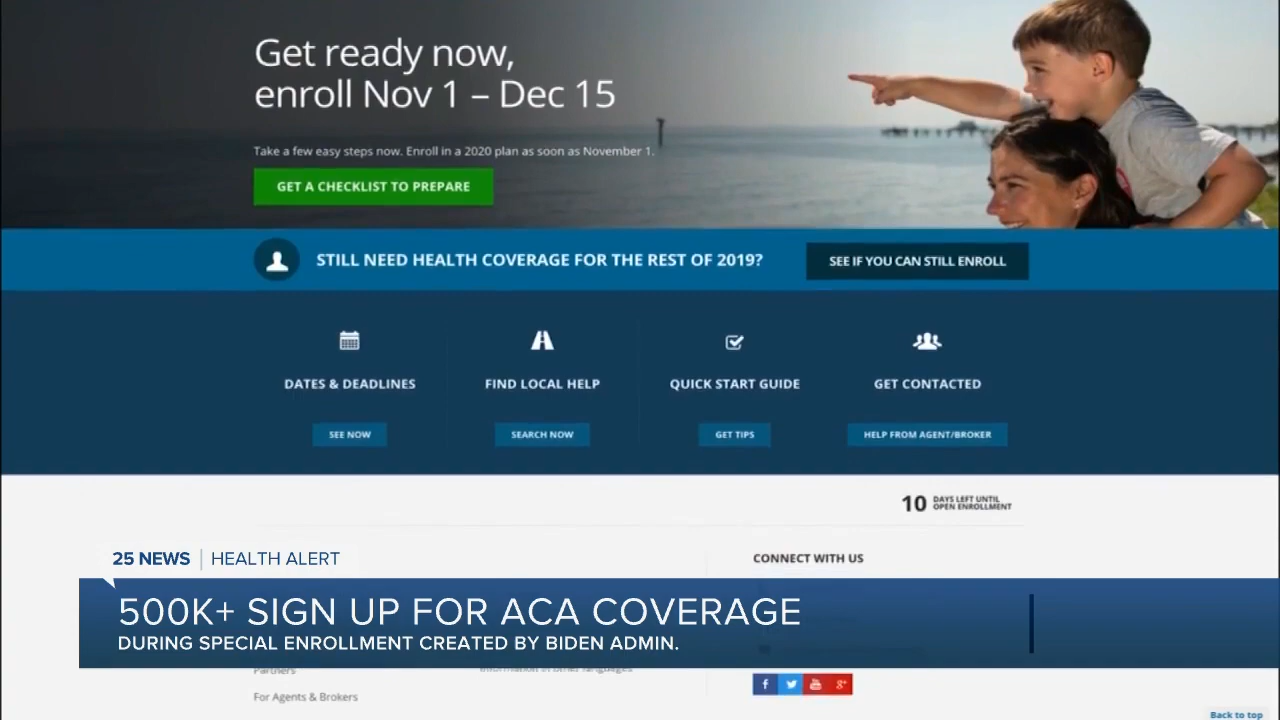 Get ready now,
enroll Nov 1 – Dec 15
Take a few easy steps now. Enroll in a 2020 plan as soon as November 1.
GET A CHECKLIST TO PREPARE
STILL NEED HEALTH COVERAGE FOR THE REST OF 2019?
SEE IF YOU CAN STILL ENROLL
DATES & DEADLINES
FIND LOCAL HELP
QUICK START GUIDE
GET CONTACTED
SEE NOW
SEARCH NOW
GET TIPS
HELP FROM AGENT/BROKER
10 DAYS LEFT UNTIL
OPEN ENROLLMENT
25 NEWS | HEALTH ALERT
CONNECT WITH US
500K+ SIGN UP FOR ACA COVERAGE
DURING SPECIAL ENROLLMENT CREATED BY BIDEN ADMIN.
Partners
For Agents & Brokers
Back to top